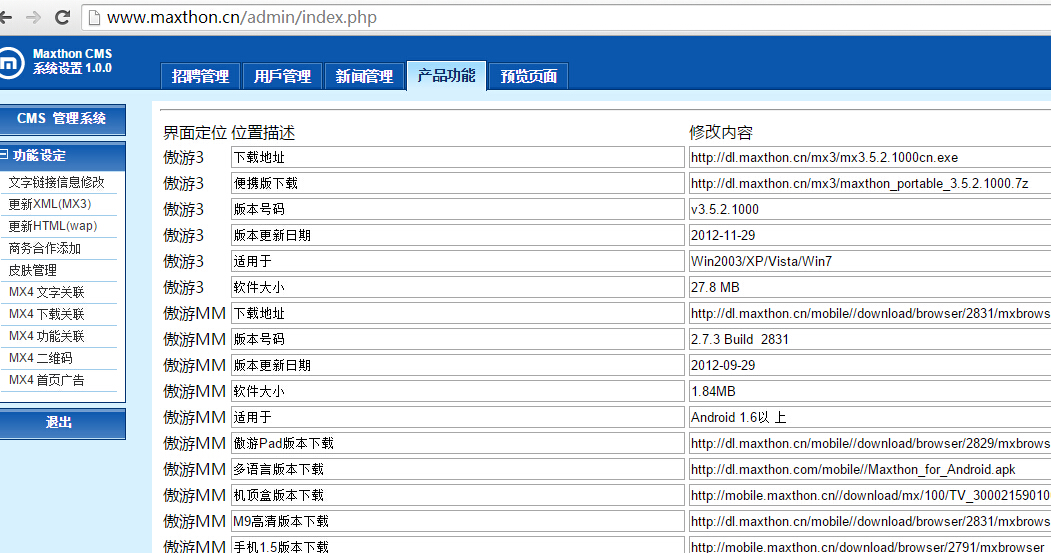 www.maxthon.cn/admin/index.php
Maxthon CMS
系统设置 1.0.0
招聘管理 用戶管理 新闻管理 产品功能 预览页面
CMS 管理系统
功能设定
文字链接信息修改
更新XML(MX3)
更新HTML(wap)
商务合作添加
皮肤管理
MX4 文字关联
MX4 下载关联
MX4 功能关联
MX4 二维码
MX4 首页广告
退出
界面定位 位置描述 修改内容
傲游3 下载地址 http://dl.maxthon.cn/mx3/mx3.5.2.1000cn.exe
傲游3 便携版下载 http://dl.maxthon.cn/mx3/maxthon_portable_3.5.2.1000.7z
傲游3 版本号码 v3.5.2.1000
傲游3 版本更新日期 2012-11-29
傲游3 适用于 Win2003/XP/Vista/Win7
傲游3 软件大小 27.8 MB
傲游MM 下载地址 http://dl.maxthon.cn/mobile//download/browser/2831/mxbrows
傲游MM 版本号码 2.7.3 Build  2831
傲游MM 版本更新日期 2012-09-29
傲游MM 软件大小 1.84MB
傲游MM 适用于 Android 1.6以 上
傲游MM 傲游Pad版本下载 http://dl.maxthon.cn/mobile//download/browser/2829/mxbrows
傲游MM 多语言版本下载 http://dl.maxthon.com/mobile//Maxthon_for_Android.apk
傲游MM 机顶盒版本下载 http://mobile.maxthon.cn//download/mx/100/TV_30002159010
傲游MM M9高清版本下载 http://dl.maxthon.cn/mobile//download/browser/2831/mxbrows
傲游MM 手机1.5版本下载 http://mobile.maxthon.cn/download/browser/2791/mxbrowser